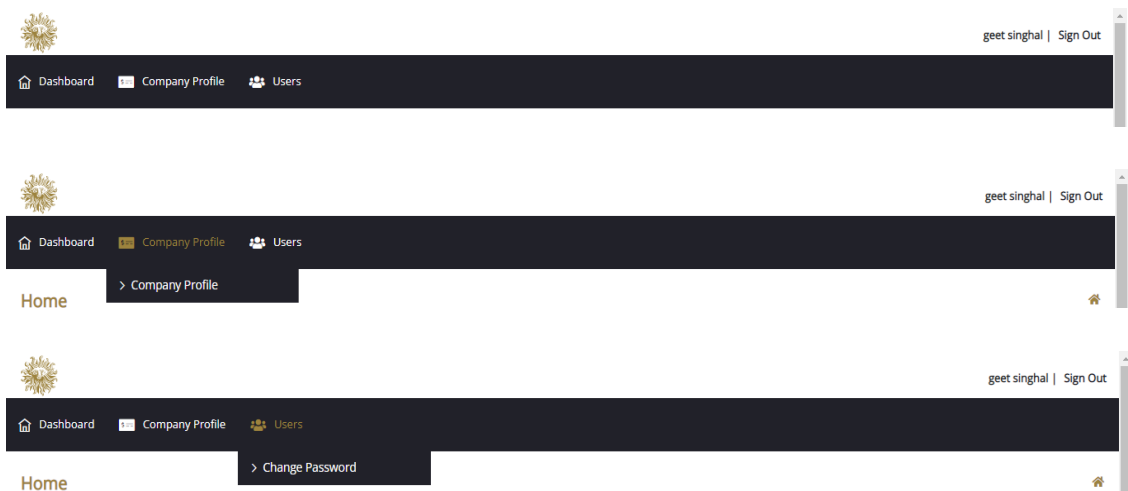 geet singhal | Sign Out
Dashboard Company Profile Users
geet singhal | Sign Out
Dashboard Company Profile Users
> Company Profile
Home
geet singhal | Sign Out
Dashboard Company Profile Users
> Change Password
Home